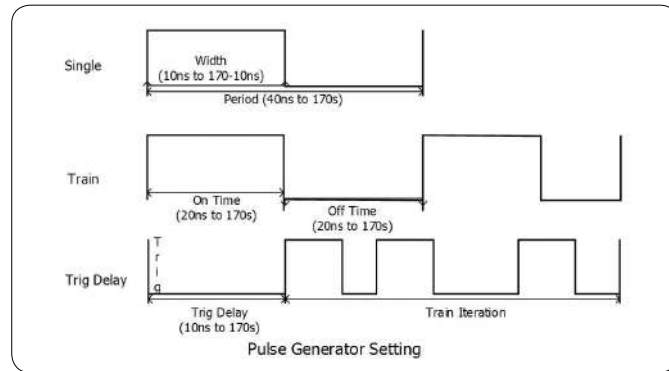 Single
Width
(10ns to 170-10ns)
Period (40ns to 170s)
Train
On Time
(20ns to 170s)
Off Time
(20ns to 170s)
Trig
Trig Delay
Trig Delay
(10ns to 170s)
Train Iteration
Pulse Generator Setting